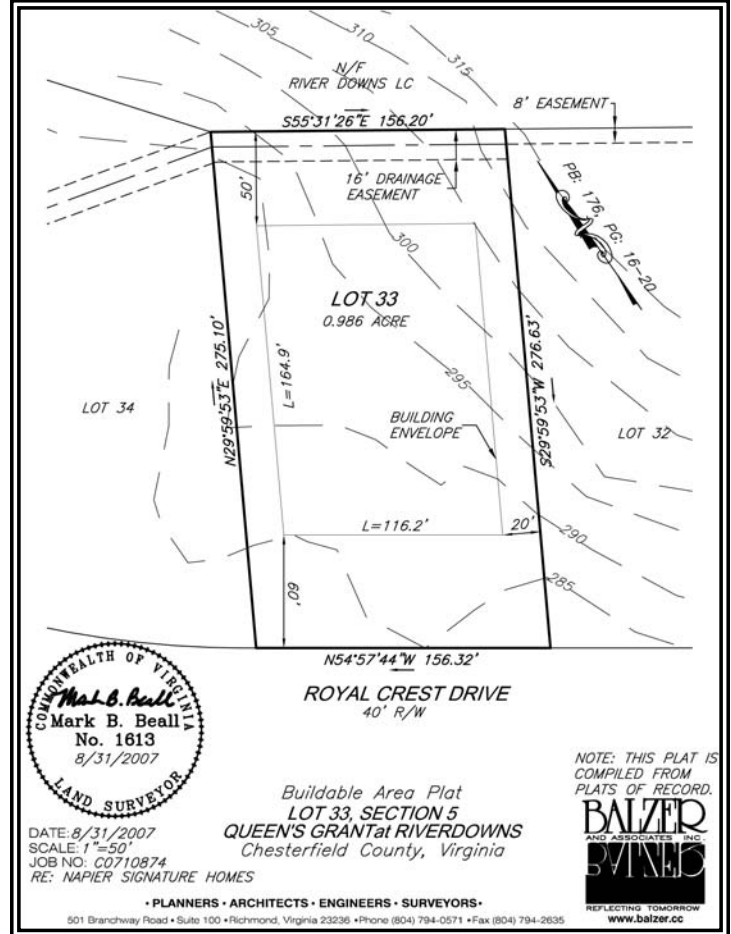 305
310
315
N/F
RIVER DOWNS LC
8' EASEMENT
S55°31'26"E 156.20'
50'
16' DRAINAGE
EASEMENT
PB: 176, PG: 16-20
300
LOT 33
0.986 ACRE
N29°59'53"E 275.10'
L=164.9'
S29°59'53"W 276.63'
295
LOT 34
BUILDING
ENVELOPE
LOT 32
L=116.2'
20'
290
60'
285
N54°57'44"W 156.32'
ROYAL CREST DRIVE
40' R/W
COMMONWEALTH OF VIRGINIA
Mark B. Beall
Mark B. Beall
No. 1613
8/31/2007
LAND SURVEYOR
NOTE: THIS PLAT IS
COMPILED FROM
PLATS OF RECORD.
Buildable Area Plat
LOT 33, SECTION 5
QUEEN'S GRANTat RIVERDOWNS
Chesterfield County, Virginia
DATE: 8/31/2007
SCALE: 1"=50'
JOB NO: C0710874
RE: NAPIER SIGNATURE HOMES
BALZER
AND ASSOCIATES INC.
BALZER
REFLECTING TOMORROW
www.balzer.cc
• PLANNERS • ARCHITECTS • ENGINEERS • SURVEYORS•
501 Branchway Road • Suite 100 • Richmond, Virginia 23236 • Phone (804) 794-0571 • Fax (804) 794-2635